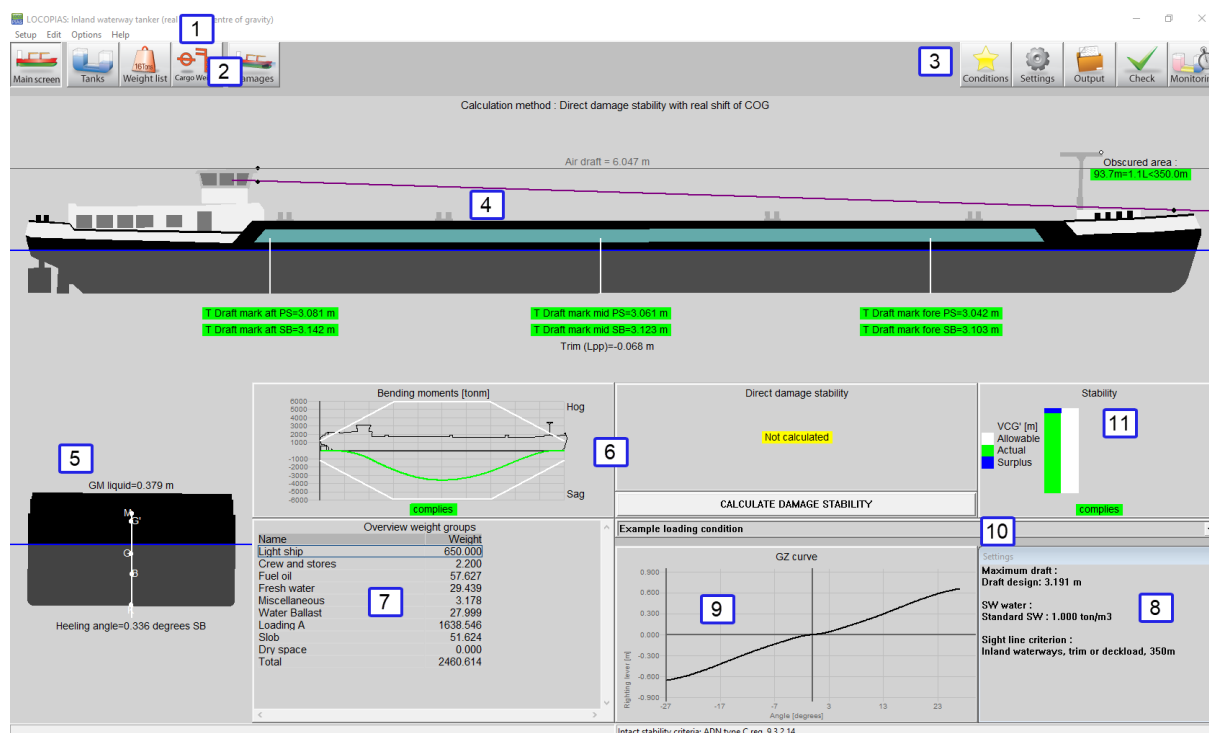 LOCOPIAS: Inland waterway tanker (real entre of gravity)
Setup Edit Options Help
1
2
3
Main screen Tanks Weight list Cargo We amages Conditions Settings Output Check Monitorin
16Tons
Calculation method : Direct damage stability with real shift of COG
Air draft = 6.047 m
Obscured area :
93.7m=1.1L<350.0m
4
T Draft mark aft PS=3.081 m T Draft mark mid PS=3.061 m T Draft mark fore PS=3.042 m
T Draft mark aft SB=3.142 m T Draft mark mid SB=3.123 m T Draft mark fore SB=3.103 m
Trim (Lpp)=-0.068 m
5
GM liquid=0.379 m
M
G'
G
B
K
Heeling angle=0.336 degrees SB
Bending moments [tonm]
6000
5000
4000
3000
2000
1000
-1000
-2000
-3000
-4000
-5000
-6000
Hog
Sag
6
complies
Direct damage stability
Not calculated
CALCULATE DAMAGE STABILITY
Stability
VCG' [m]
Allowable
Actual
Surplus
11
complies
Overview weight groups
Name Weight
Light ship 650.000
Crew and stores 2.200
Fuel oil 57.627
Fresh water 29.439
Miscellaneous 3.178
Water Ballast 27.999
Loading A 1638.546
Slob 51.624
Dry space 0.000
Total 2460.614
7
Example loading condition
10
GZ curve
0.900
0.600
0.300
0.000
-0.300
-0.600
-0.900
Righting lever [m]
-27 -17 -7 3 13 23
Angle [degrees]
9
Settings
Maximum draft :
Draft design: 3.191 m
SW water :
Standard SW : 1.000 ton/m3
Sight line criterion :
Inland waterways, trim or deckload, 350m
8
Intact stability criteria: ADN type C reg. 9.3.2.14